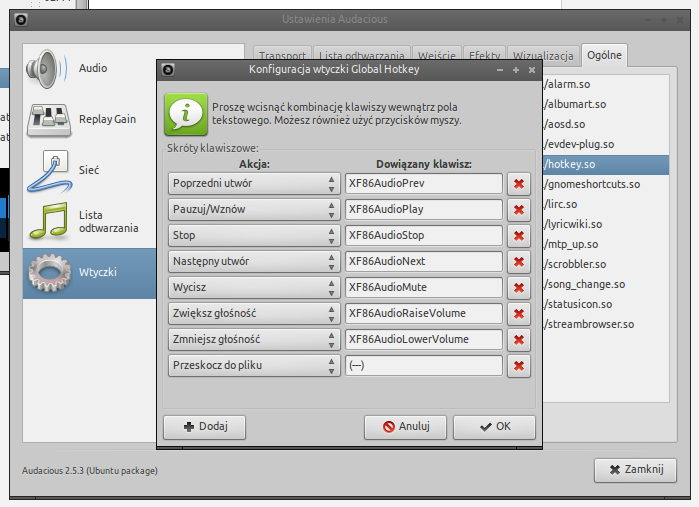 Ustawienia Audacious
Audio
Replay Gain
Sieć
Lista
odtwarzania
Wtyczki
Transport
Lista odtwarzania
Wejście
Efekty
Wizualizacja
Ogólne
Konfiguracja wtyczki Global Hotkey
Proszę wcisnąć kombinację klawiszy wewnątrz pola
tekstowego. Możesz również użyć przycisków myszy.
Skróty klawiszowe:
Akcja: Dowiązany klawisz:
Poprzedni utwór XF86AudioPrev
Pauzuj/Wznów XF86AudioPlay
Stop XF86AudioStop
Następny utwór XF86AudioNext
Wycisz XF86AudioMute
Zwiększ głośność XF86AudioRaiseVolume
Zmniejsz głośność XF86AudioLowerVolume
Przeskocz do pliku (---)
Dodaj
Anuluj
OK
/alarm.so
/albumart.so
/aosd.so
/evdev-plug.so
/hotkey.so
/gnomeshortcuts.so
/lirc.so
/lyricwiki.so
/mtp_up.so
/scrobbler.so
/song_change.so
/statusicon.so
/streambrowser.so
Audacious 2.5.3 (Ubuntu package)
Zamknij